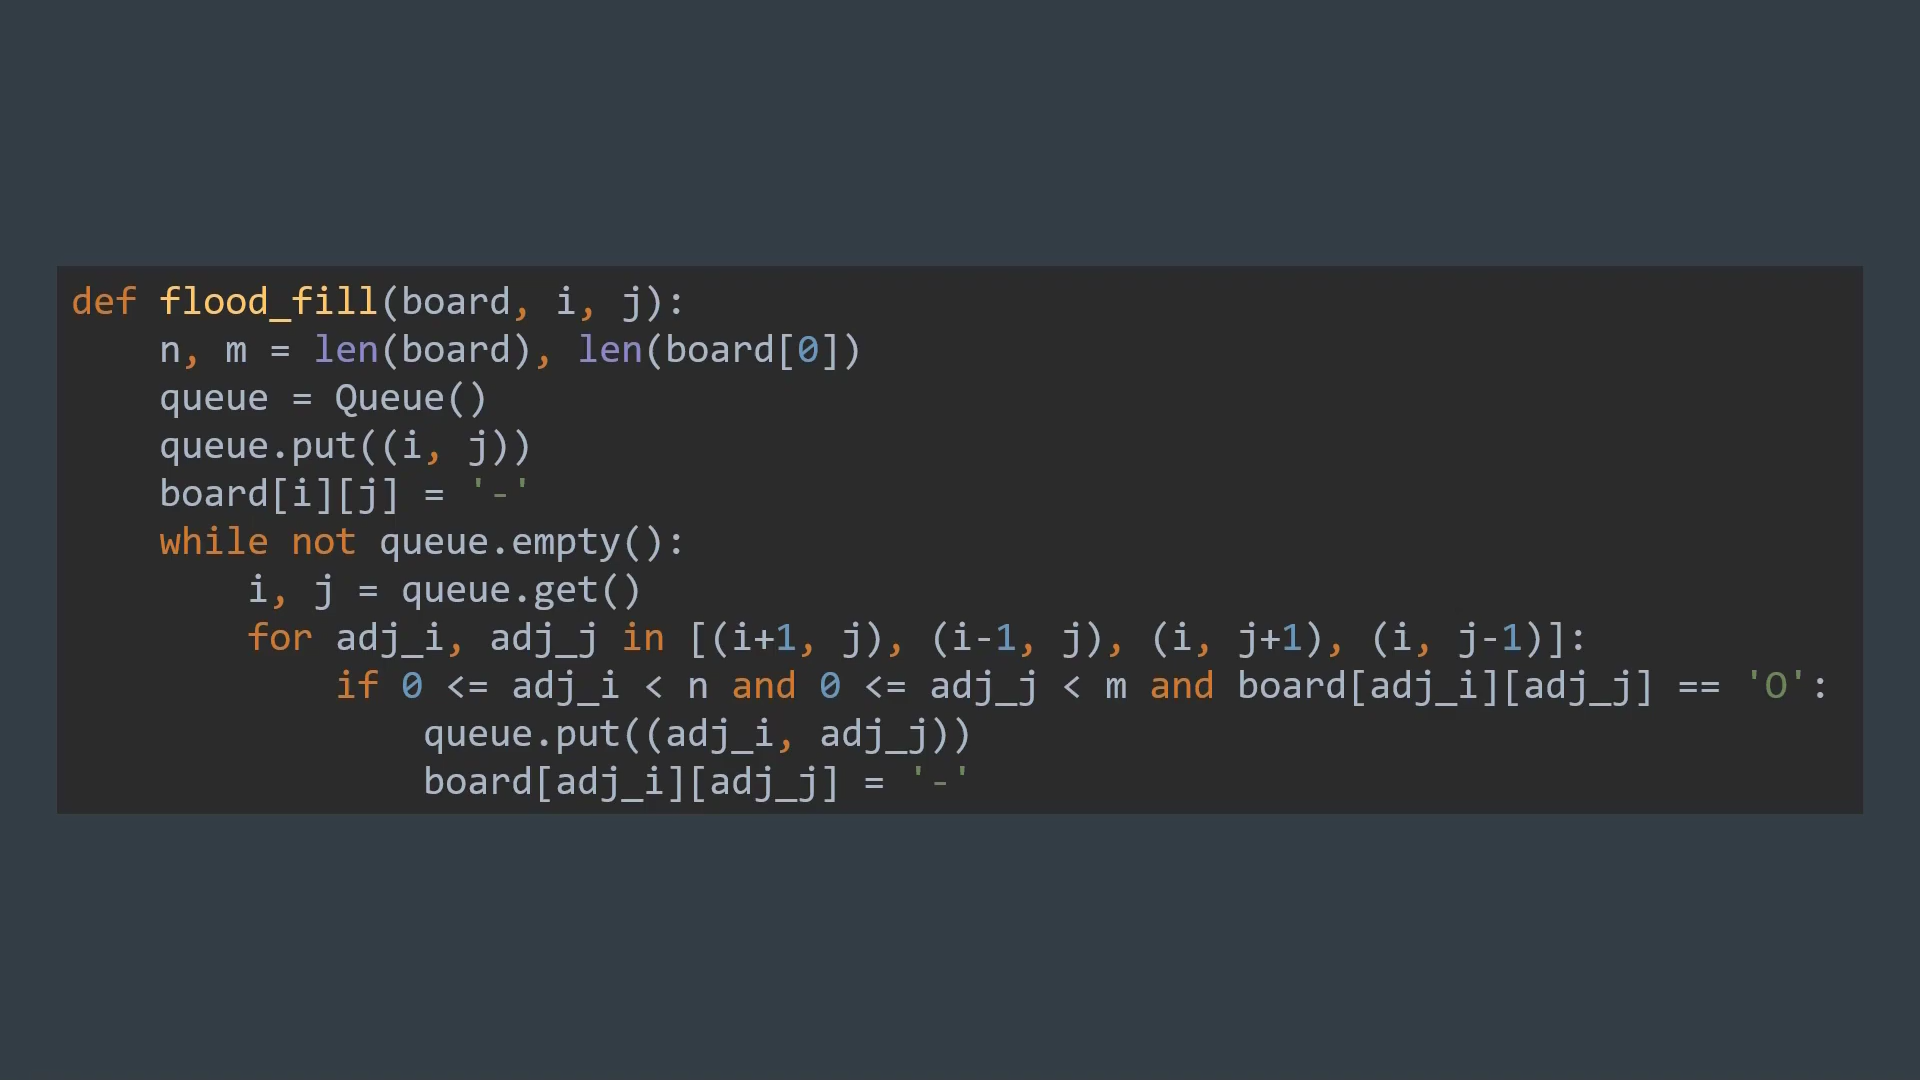 def flood_fill(board, i, j):
    n, m = len(board), len(board[0])
    queue = Queue()
    queue.put((i, j))
    board[i][j] = '-'
    while not queue.empty():
        i, j = queue.get()
        for adj_i, adj_j in [(i+1, j), (i-1, j), (i, j+1), (i, j-1)]:
            if 0 <= adj_i < n and 0 <= adj_j < m and board[adj_i][adj_j] == 'O':
                queue.put((adj_i, adj_j))
                board[adj_i][adj_j] = '-'